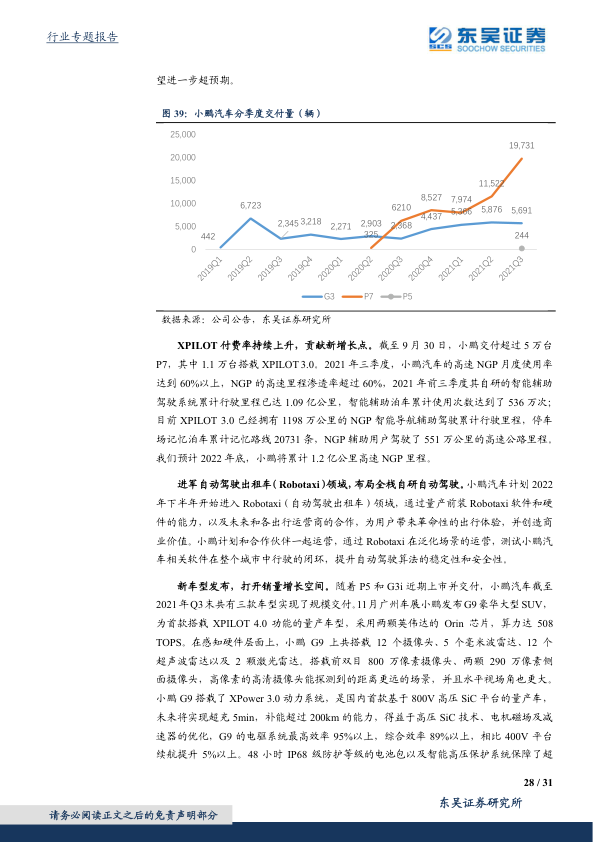 行业专题报告
东吴证券
SCS
SOOCHOW SECURITIES
望进一步超预期。
图 39：小鹏汽车分季度交付量（辆）
25,000
20,000
15,000
10,000
5,000
0
442
6,723
2,345
3,218
2,271
2,903
325
6210
2,368
8,527
4,437
7,974
5,366
11,522
5,876
19,731
5,691
244
2019Q1
2019Q2
2019Q3
2019Q4
2020Q1
2020Q2
2020Q3
2020Q4
2021Q1
2021Q2
2021Q3
G3 P7 P5
数据来源：公司公告，东吴证券研究所
XPILOT 付费率持续上升，贡献新增长点。截至 9 月 30 日，小鹏交付超过 5 万台
P7，其中 1.1 万台搭载 XPILOT 3.0。2021 年三季度，小鹏汽车的高速 NGP 月度使用率
达到 60%以上，NGP 的高速里程渗透率超过 60%，2021 年前三季度其自研的智能辅助
驾驶系统累计行驶里程已达 1.09 亿公里，智能辅助泊车累计使用次数达到了 536 万次；
目前 XPILOT 3.0 已经拥有 1198 万公里的 NGP 智能导航辅助驾驶累计行驶里程，停车
场记忆泊车累计记忆路线 20731 条，NGP 辅助用户驾驶了 551 万公里的高速公路里程。
我们预计 2022 年底，小鹏将累计 1.2 亿公里高速 NGP 里程。
进军自动驾驶出租车（Robotaxi）领域，布局全栈自研自动驾驶。小鹏汽车计划 2022
年下半年开始进入 Robotaxi（自动驾驶出租车）领域，通过量产前装 Robotaxi 软件和硬
件的能力，以及未来和各出行运营商的合作，为用户带来革命性的出行体验，并创造商
业价值。小鹏计划和合作伙伴一起运营，通过 Robotaxi 在泛化场景的运营，测试小鹏汽
车相关软件在整个城市中行驶的闭环，提升自动驾驶算法的稳定性和安全性。
新车型发布，打开销量增长空间。随着 P5 和 G3i 近期上市并交付，小鹏汽车截至
2021 年 Q3 末共有三款车型实现了规模交付。11 月广州车展小鹏发布 G9 豪华大型 SUV，
为首款搭载 XPILOT 4.0 功能的量产车型，采用两颗英伟达的 Orin 芯片，算力达 508
TOPS。在感知硬件层面上，小鹏 G9 上共搭载 12 个摄像头、5 个毫米波雷达、12 个
超声波雷达以及 2 颗激光雷达。搭载前双目 800 万像素摄像头、两颗 290 万像素侧
面摄像头，高像素的高清摄像头能探测到的距离更远的场景，并且水平视场角也更大。
小鹏 G9 搭载了 XPower 3.0 动力系统，是国内首款基于 800V 高压 SiC 平台的量产车，
未来将实现超充 5min，补能超过 200km 的能力，得益于高压 SiC 技术、电机磁场及减
速器的优化，G9 的电驱系统最高效率 95%以上，综合效率 89%以上，相比 400V 平台
续航提升 5%以上。48 小时 IP68 级防护等级的电池包以及智能高压保护系统保障了超
28 / 31
东吴证券研究所
请务必阅读正文之后的免责声明部分